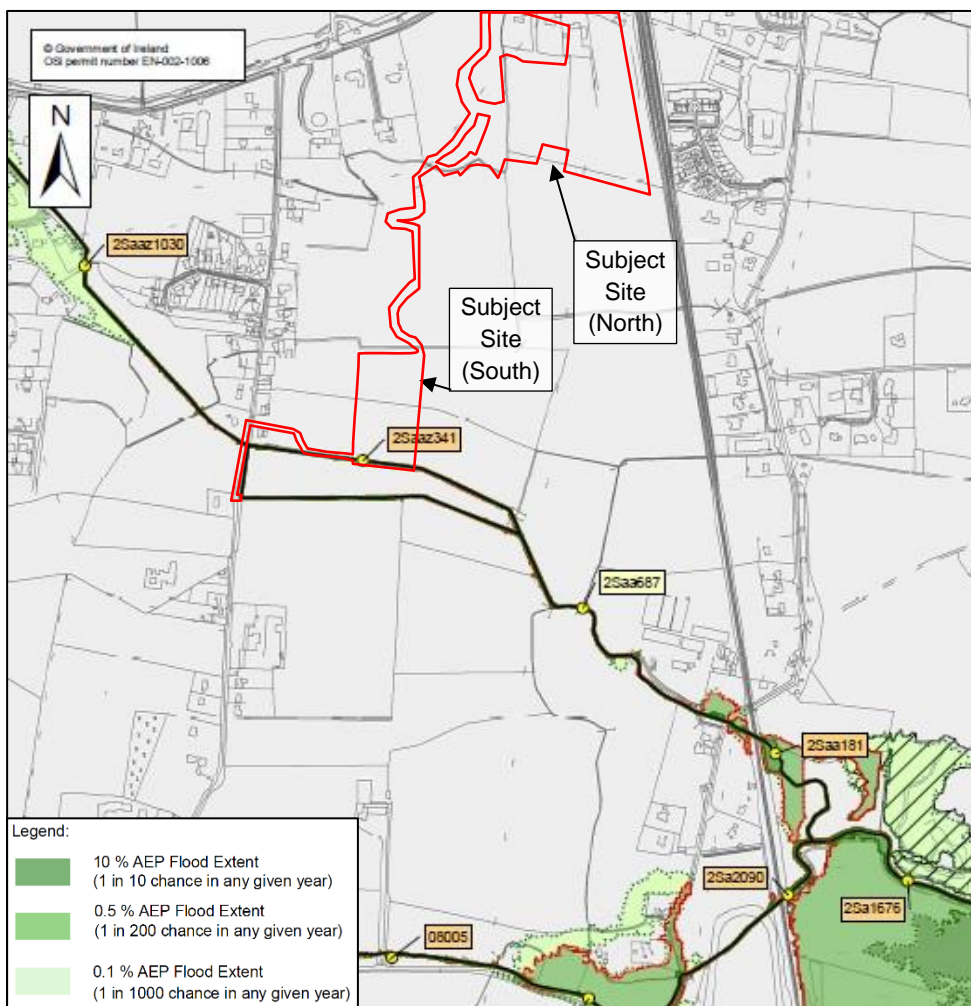 © Government of Ireland
OSi permit number EN-002-1006
N
2Saaz1030
Subject
Site
(North)
Subject
Site
(South)
2Saaz341
2Saa687
2Saa181
2Sa2090
2Sa1676
06005
Legend:
10 % AEP Flood Extent
(1 in 10 chance in any given year)
0.5 % AEP Flood Extent
(1 in 200 chance in any given year)
0.1 % AEP Flood Extent
(1 in 1000 chance in any given year)